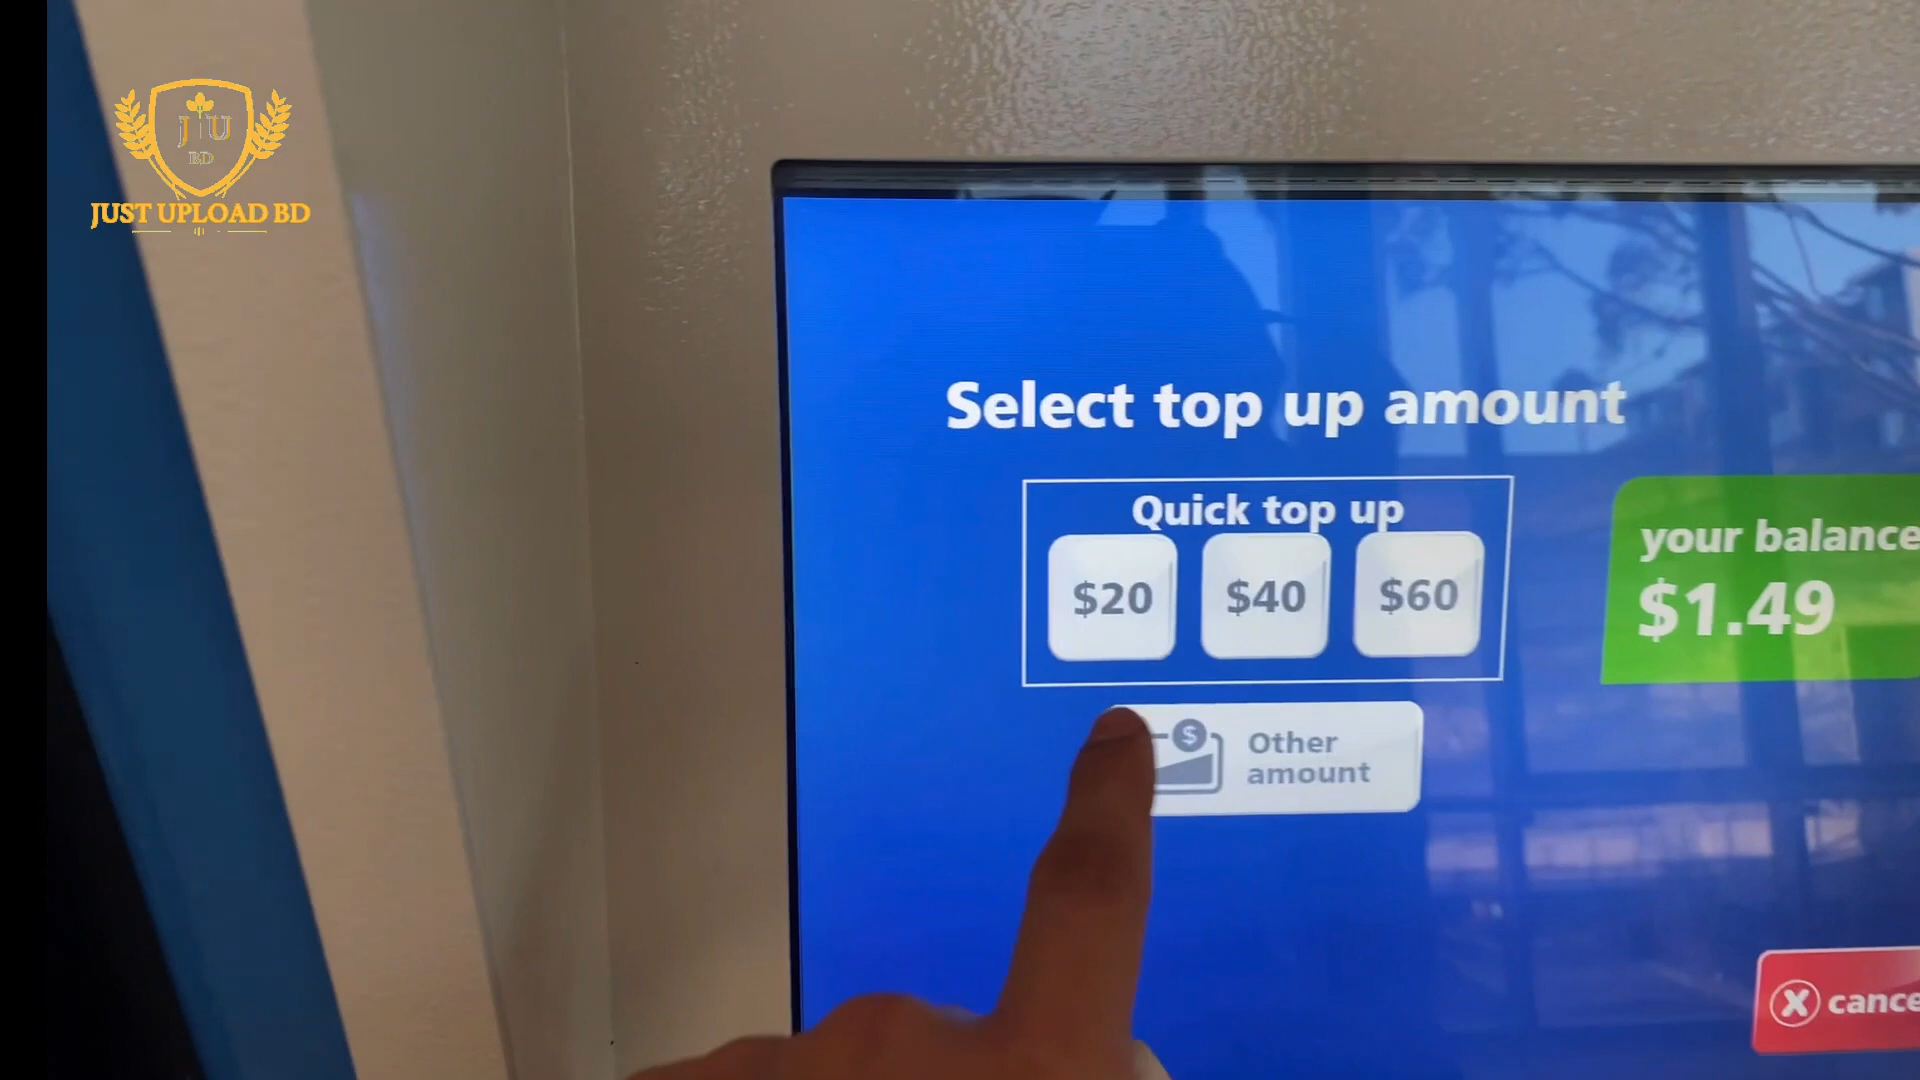 J U
BD
JUST UPLOAD BD
Select top up amount
Quick top up
$20 $40 $60
your balance
$1.49
$ Other
amount
X cance